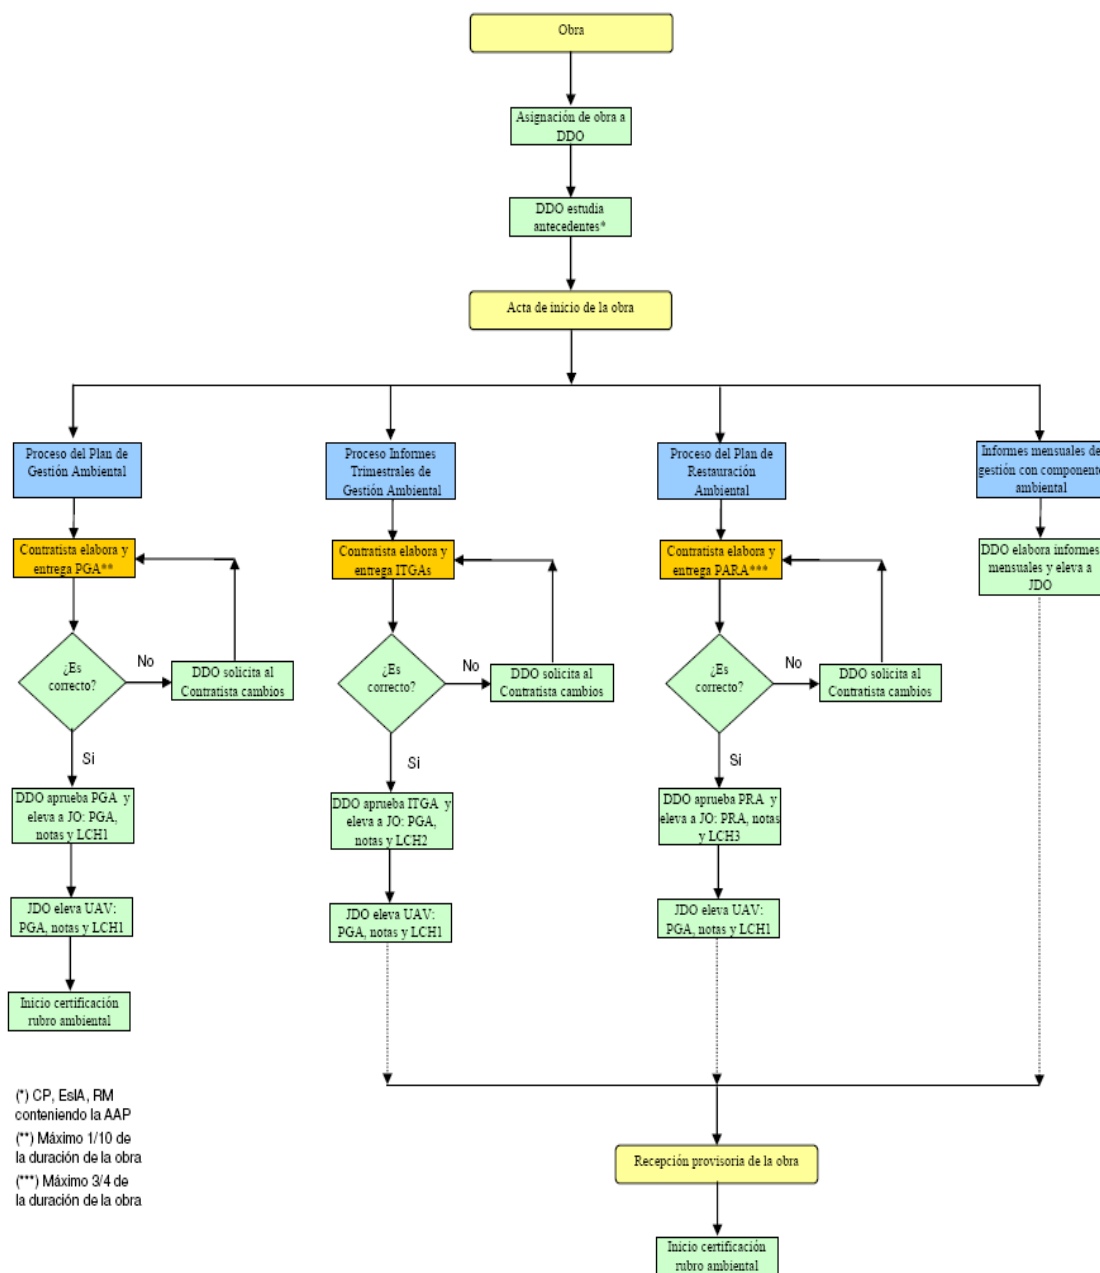 Obra
Asignación de obra a
DDO
DDO estudia
antecedentes*
Acta de inicio de la obra
Proceso del Plan de
Gestión Ambiental
Contratista elabora y
entrega PGA**
¿Es
correcto?
No
DDO solicita al
Contratista cambios
Si
DDO aprueba PGA y
eleva a JO: PGA,
notas y LCH1
JDO eleva UAV:
PGA, notas y LCH1
Inicio certificación
rubro ambiental
Proceso Informes
Trimestrales de
Gestión Ambiental
Contratista elabora y
entrega ITGAs
¿Es
correcto?
No
DDO solicita al
Contratista cambios
Si
DDO aprueba ITGA y
eleva a JO: PGA,
notas y LCH2
JDO eleva UAV:
PGA, notas y LCH1
Proceso del Plan de
Restauración
Ambiental
Contratista elabora y
entrega PARA***
¿Es
correcto?
No
DDO solicita al
Contratista cambios
Si
DDO aprueba PRA y
eleva a JO: PRA, notas
y LCH3
JDO eleva UAV:
PGA, notas y LCH1
Informes mensuales de
gestión con componente
ambiental
DDO elabora informes
mensuales y eleva a
JDO
Recepción provisoria de la obra
Inicio certificación
rubro ambiental
(*) CP, EsIA, RM
conteniendo la AAP
(**) Máximo 1/10 de
la duración de la obra
(***) Máximo 3/4 de
la duración de la obra